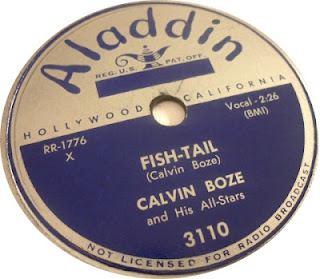 Aladdin
REG. U.S. PAT. OFF.
HOLLYWOOD CALIFORNIA
RR-1776
X
Vocal - 2:26
(BMI)
FISH-TAIL
(Calvin Boze)
CALVIN BOZE
and His All-Stars
3110
NOT LICENSED FOR RADIO BROADCAST